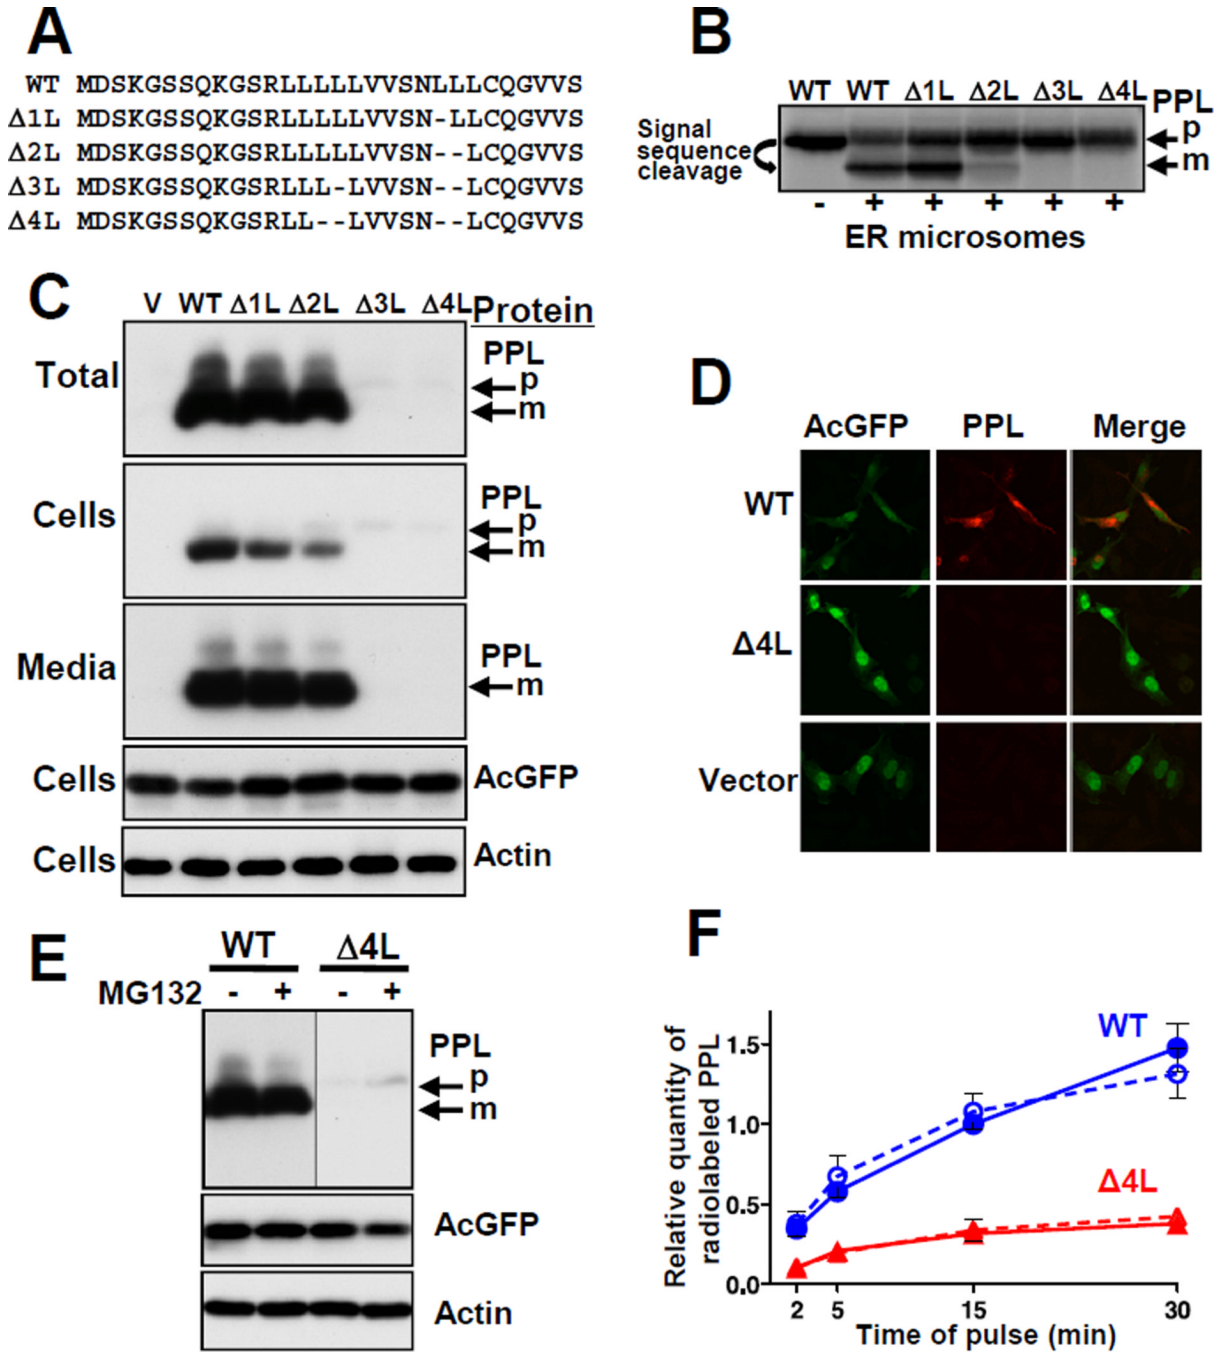 A
WT MDSKGSSQKGSRLLLLLVVSNLLLCQGVVS
Δ1L MDSKGSSQKGSRLLLLLVVSN-LLCQGVVS
Δ2L MDSKGSSQKGSRLLLLLVVSN--LCQGVVS
Δ3L MDSKGSSQKGSRLLL-LVVSN--LCQGVVS
Δ4L MDSKGSSQKGSRLL--LVVSN--LCQGVVS
B
WT WT Δ1L Δ2L Δ3L Δ4L PPL
Signal
sequence
cleavage
p
m
- + + + + +
ER microsomes
C
V WT Δ1L Δ2L Δ3L Δ4L Protein
Total
PPL
p
m
Cells
PPL
p
m
Media
PPL
m
Cells AcGFP
Cells Actin
D
AcGFP PPL Merge
WT
Δ4L
Vector
E
WT Δ4L
MG132 - + - +
PPL
p
m
AcGFP
Actin
F
Relative quantity of
radiolabeled PPL
1.5
1.0
0.5
0.0
WT
Δ4L
2 5 15 30
Time of pulse (min)